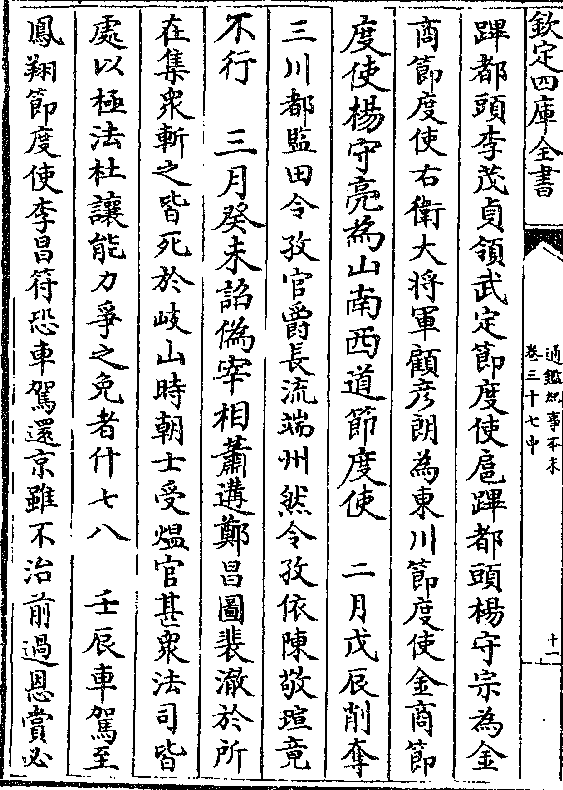 欽定四庫全書
通鑑紀事本末
卷三十七中
十一
蹕都頭李茂貞領武定節度使扈蹕都頭楊守宗為金
商節度使右衛大將軍顧彦朗為東川節度使金商節
度使楊守亮為山南西道節度使　二月戊辰削奪
三川都監田令孜官爵長流端州然令孜依陳敬瑄竟
不行　三月癸未詔偽宰相蕭遘鄭昌圖裴澈於所
在集衆斬之皆死於岐山時朝士受熅官甚衆法司皆
處以極法杜讓能力爭之免者什七八　壬辰車駕至
鳳翔節度使李昌符恐車駕還京雖不治前過恩賞必